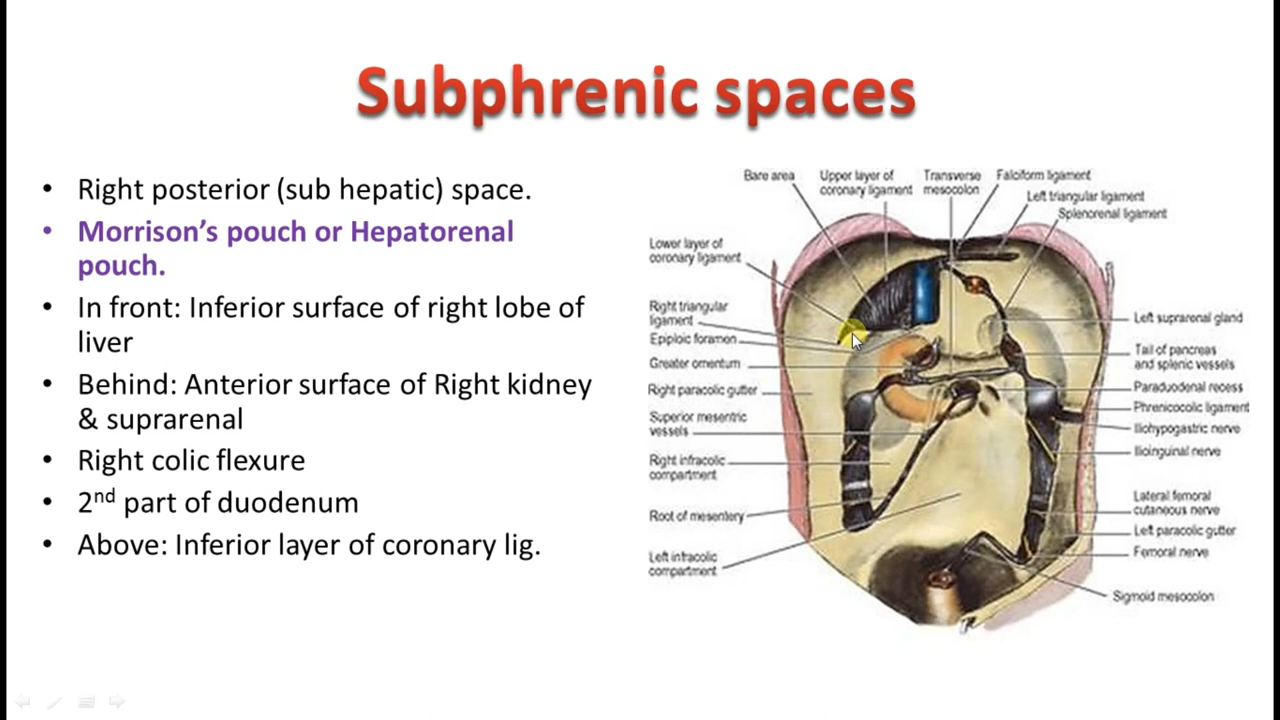 Subphrenic spaces
• Right posterior (sub hepatic) space.
• Morrison’s pouch or Hepatorenal
pouch.
• In front: Inferior surface of right lobe of
liver
• Behind: Anterior surface of Right kidney
& suprarenal
• Right colic flexure
• 2nd part of duodenum
• Above: Inferior layer of coronary lig.
Bare area
Upper layer of
coronary ligament
Transverse
mesocolon
Falciform ligament
Left triangular ligament
Splenorenal ligament
Lower layer of
coronary ligament
Right triangular
ligament
Epiploic foramen
Greater omentum
Right paracolic gutter
Superior mesentric
vessels
Right infracolic
compartment
Root of mesentery
Left infracolic
compartment
Left suprarenal gland
Tail of pancreas
and splenic vessels
Paraduodenal recess
Phrenicocolic ligament
Iliohypogastric nerve
Ilioinguinal nerve
Lateral femoral
cutaneous nerve
Left paracolic gutter
Femoral nerve
Sigmoid mesocolon